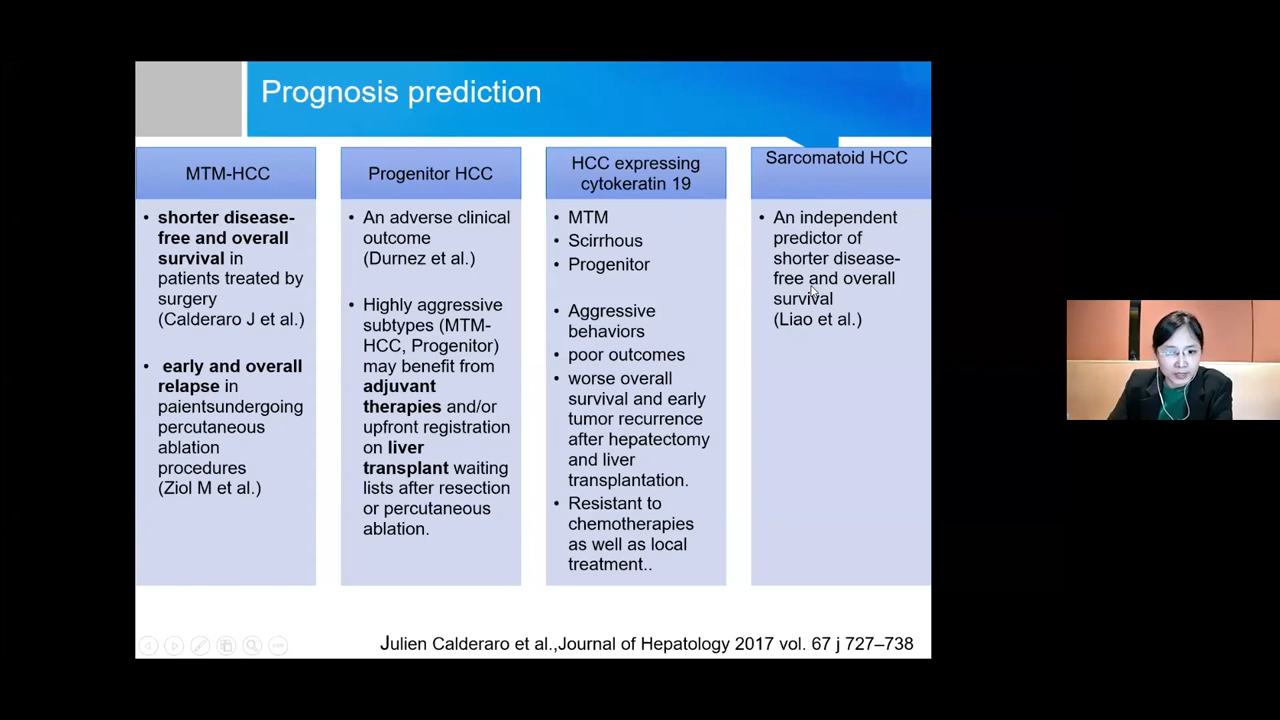 Prognosis prediction
MTM-HCC
• shorter disease-
free and overall
survival in
patients treated by
surgery
(Calderaro J et al.)
• early and overall
relapse in
paientsundergoing
percutaneous
ablation
procedures
(Ziol M et al.)
Progenitor HCC
• An adverse clinical
outcome
(Durnez et al.)
• Highly aggressive
subtypes (MTM-
HCC, Progenitor)
may benefit from
adjuvant
therapies and/or
upfront registration
on liver
transplant waiting
lists after resection
or percutaneous
ablation.
HCC expressing
cytokeratin 19
• MTM
• Scirrhous
• Progenitor
• Aggressive
behaviors
• poor outcomes
• worse overall
survival and early
tumor recurrence
after hepatectomy
and liver
transplantation.
• Resistant to
chemotherapies
as well as local
treatment..
Sarcomatoid HCC
• An independent
predictor of
shorter disease-
free and overall
survival
(Liao et al.)
Julien Calderaro et al.,Journal of Hepatology 2017 vol. 67 j 727–738